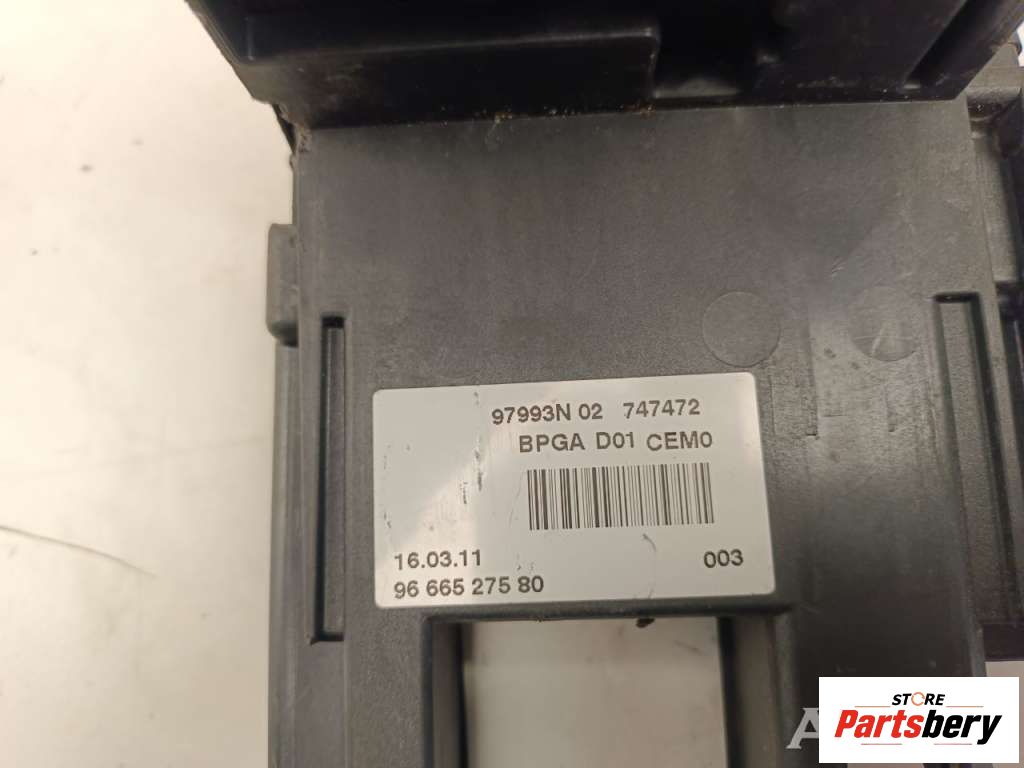 97993N 02 747472
BPGA D01 CEM0
16.03.11 003
96 665 275 80
STORE
Partsbery